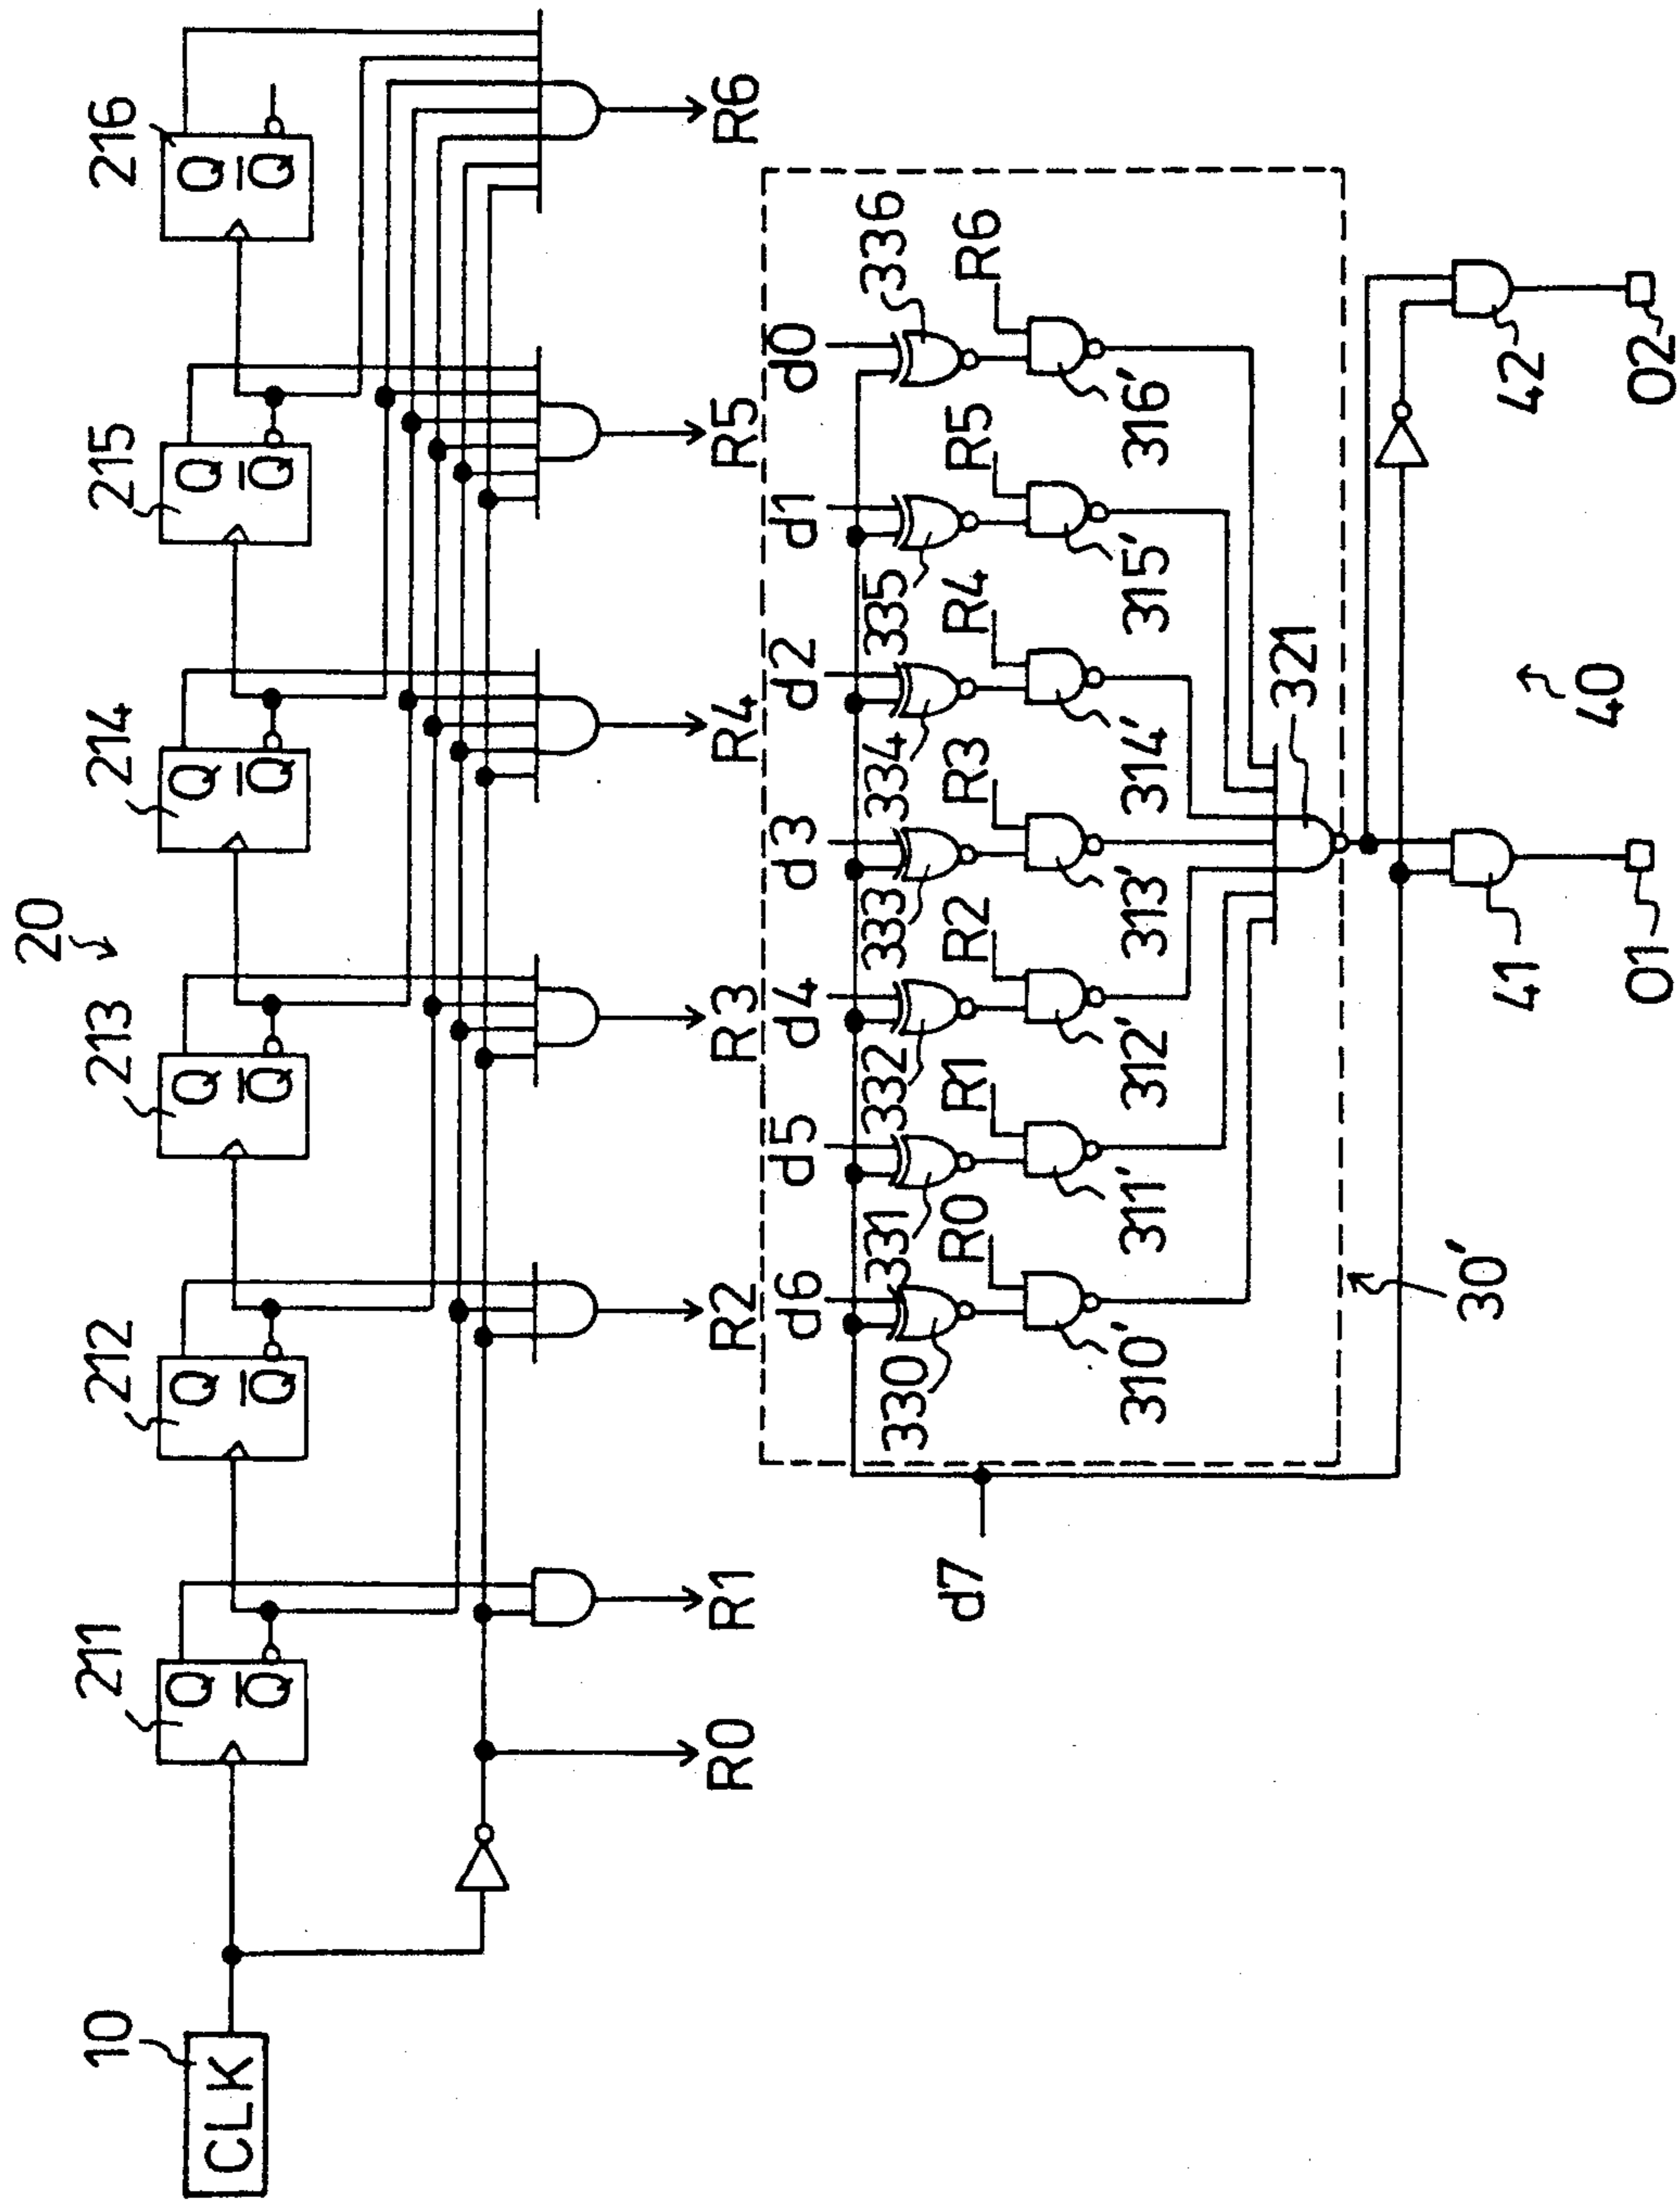 20
10
CLK
211
Q
Q̅
212
Q
Q̅
213
Q
Q̅
214
Q
Q̅
215
Q
Q̅
216
Q
Q̅
R0
R1
R2
R3
R4
R5
R6
d7
d6
d5
d4
d3
d2
d1
d0
330
331
332
333
334
335
336
R0
R1
R2
R3
R4
R5
R6
310'
311'
312'
313'
314'
315'
316'
321
30'
40
41
42
O1
O2